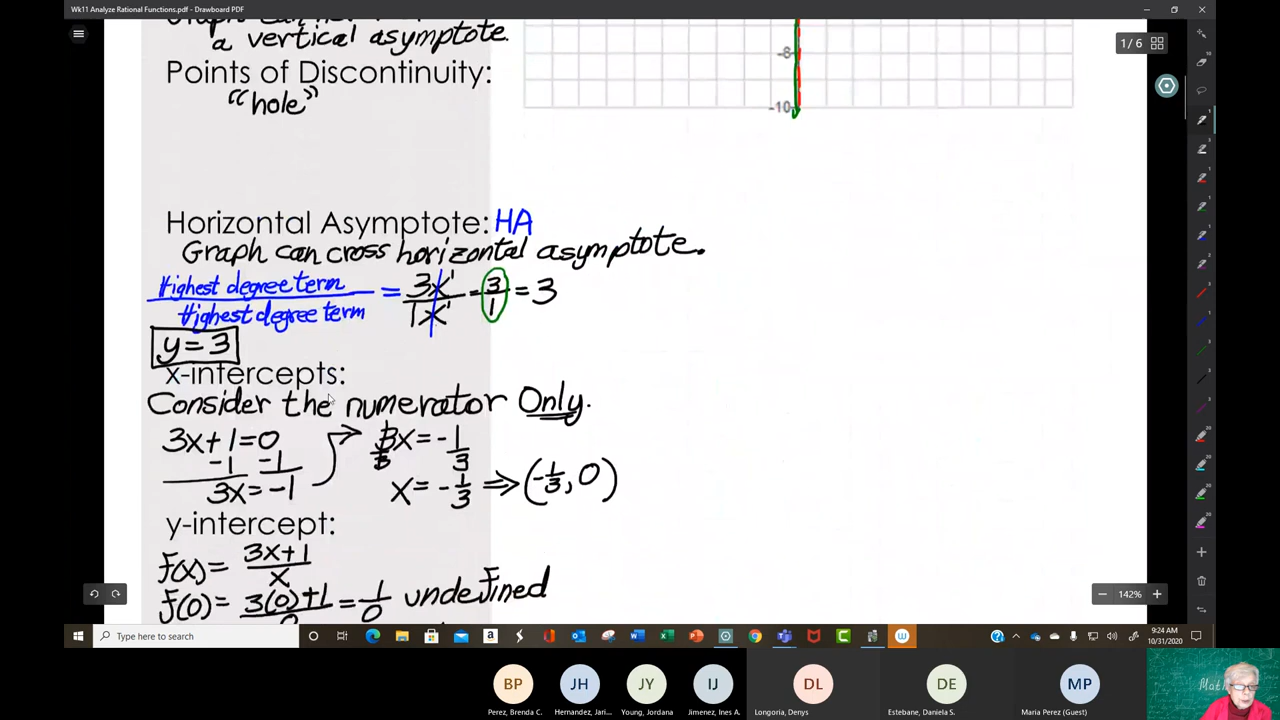 Wk11 Analyze Rational Functions.pdf - Drawboard PDF
a vertical asymptote.
-8
1 / 6
Points of Discontinuity:
"hole"
-10
Horizontal Asymptote: HA
Graph can cross horizontal asymptote.
Highest degree term / Highest degree term = 3x¹ / 1x¹ = 3/1 = 3
y = 3
x-intercepts:
Consider the numerator Only.
3x+1=0
-1 -1
3x=-1
3x = -1
3 3
x = -1/3 ⇒ (-1/3, 0)
y-intercept:
f(x) = 3x+1 / x
f(0) = 3(0)+1 / 0 = 1/0 undefined
142%
Type here to search
9:24 AM
10/31/2020
BP
JH
JY
IJ
DL
DE
MP
Perez, Brenda C.
Hernandez, Jari...
Young, Jordana
Jimenez, Ines A.
Longoria, Denys
Estebane, Daniela S.
Maria Perez (Guest)